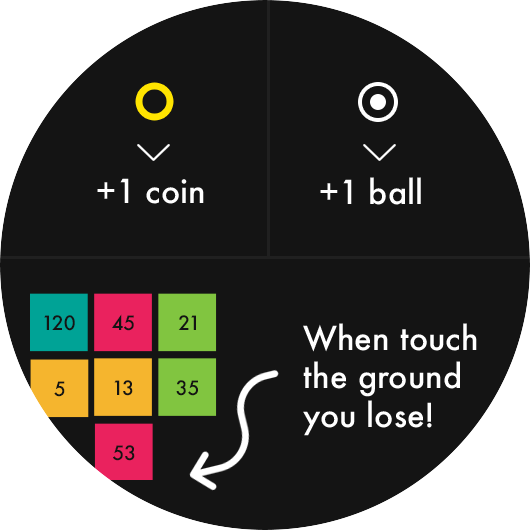 +1 coin
+1 ball
120 45 21
5 13 35
53
When touch
the ground
you lose!